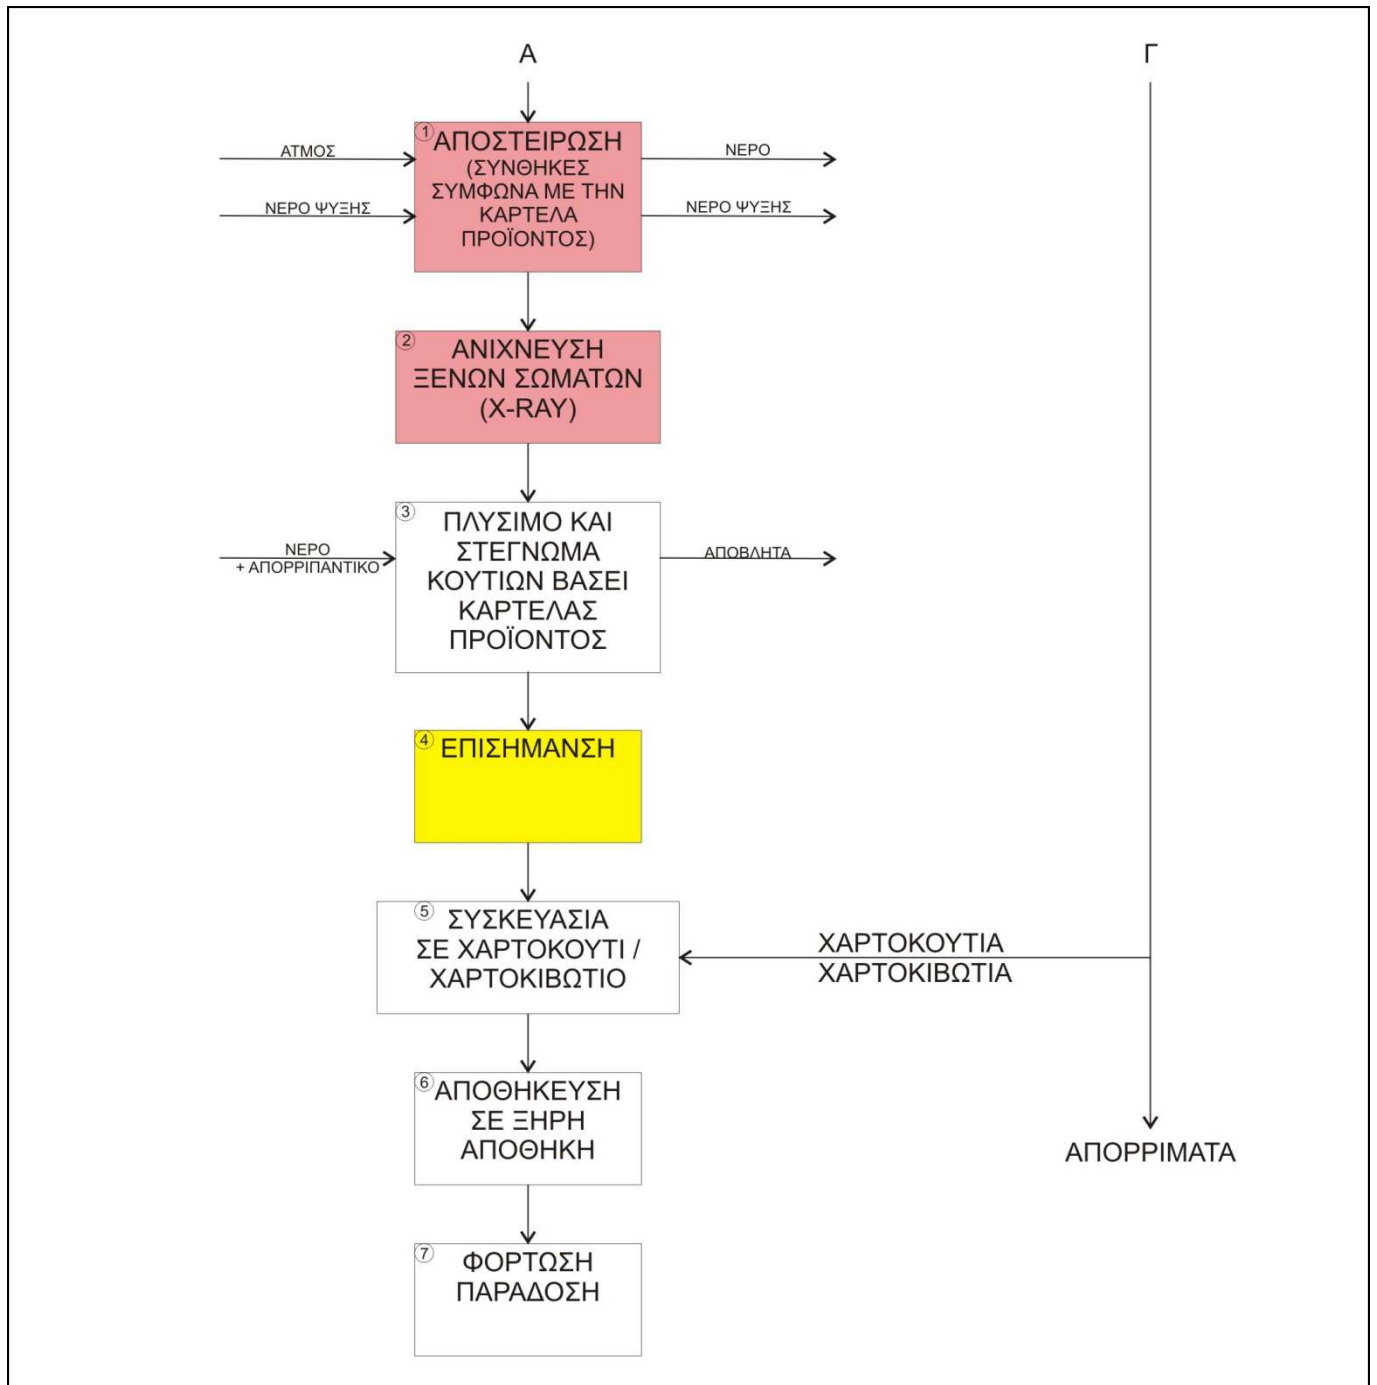 Α
Γ
① ΑΠΟΣΤΕΙΡΩΣΗ
(ΣΥΝΘΗΚΕΣ
ΣΥΜΦΩΝΑ ΜΕ ΤΗΝ
ΚΑΡΤΕΛΑ
ΠΡΟΪΟΝΤΟΣ)
ΑΤΜΟΣ
ΝΕΡΟ
ΝΕΡΟ ΨΥΞΗΣ
ΝΕΡΟ ΨΥΞΗΣ
② ΑΝΙΧΝΕΥΣΗ
ΞΕΝΩΝ ΣΩΜΑΤΩΝ
(X-RAY)
③ ΠΛΥΣΙΜΟ ΚΑΙ
ΣΤΕΓΝΩΜΑ
ΚΟΥΤΙΩΝ ΒΑΣΕΙ
ΚΑΡΤΕΛΑΣ
ΠΡΟΪΟΝΤΟΣ
ΝΕΡΟ
+ ΑΠΟΡΡΙΠΑΝΤΙΚΟ
ΑΠΟΒΛΗΤΑ
④ ΕΠΙΣΗΜΑΝΣΗ
⑤ ΣΥΣΚΕΥΑΣΙΑ
ΣΕ ΧΑΡΤΟΚΟΥΤΙ /
ΧΑΡΤΟΚΙΒΩΤΙΟ
ΧΑΡΤΟΚΟΥΤΙΑ
ΧΑΡΤΟΚΙΒΩΤΙΑ
⑥ ΑΠΟΘΗΚΕΥΣΗ
ΣΕ ΞΗΡΗ
ΑΠΟΘΗΚΗ
ΑΠΟΡΡΙΜΑΤΑ
⑦ ΦΟΡΤΩΣΗ
ΠΑΡΑΔΟΣΗ